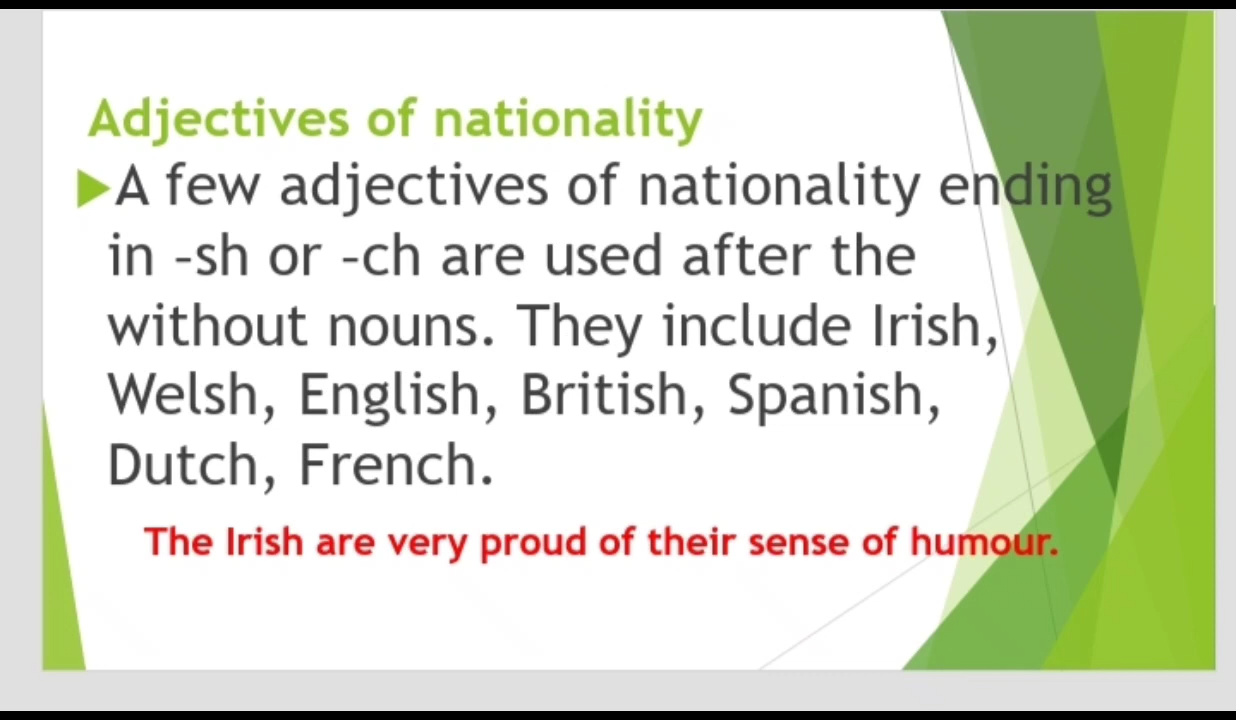 Adjectives of nationality
A few adjectives of nationality ending
in -sh or -ch are used after the
without nouns. They include Irish,
Welsh, English, British, Spanish,
Dutch, French.
The Irish are very proud of their sense of humour.